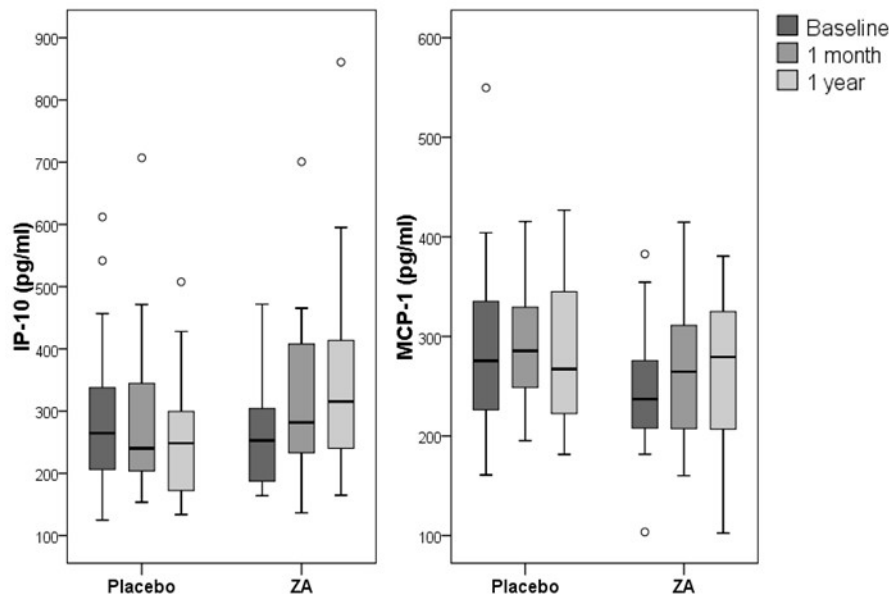 IP-10 (pg/ml)
900
800
700
600
500
400
300
200
100
Placebo
ZA
MCP-1 (pg/ml)
600
500
400
300
200
100
Placebo
ZA
Baseline
1 month
1 year